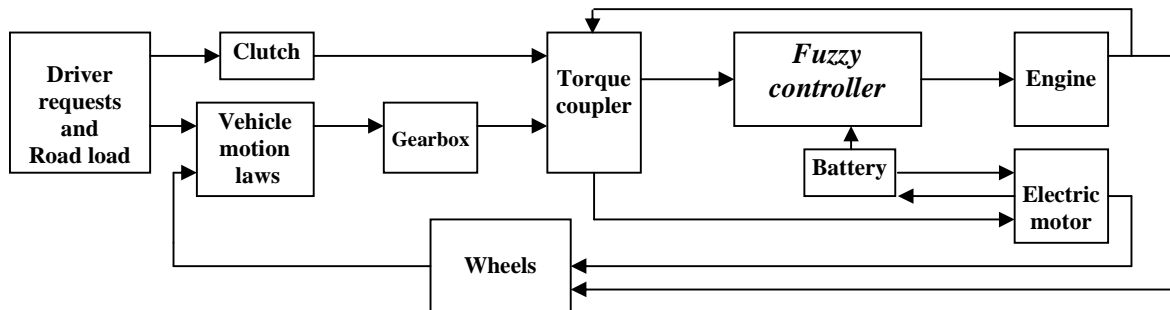 Driver
requests
and
Road load
Clutch
Vehicle
motion
laws
Gearbox
Torque
coupler
Fuzzy
controller
Engine
Battery
Electric
motor
Wheels